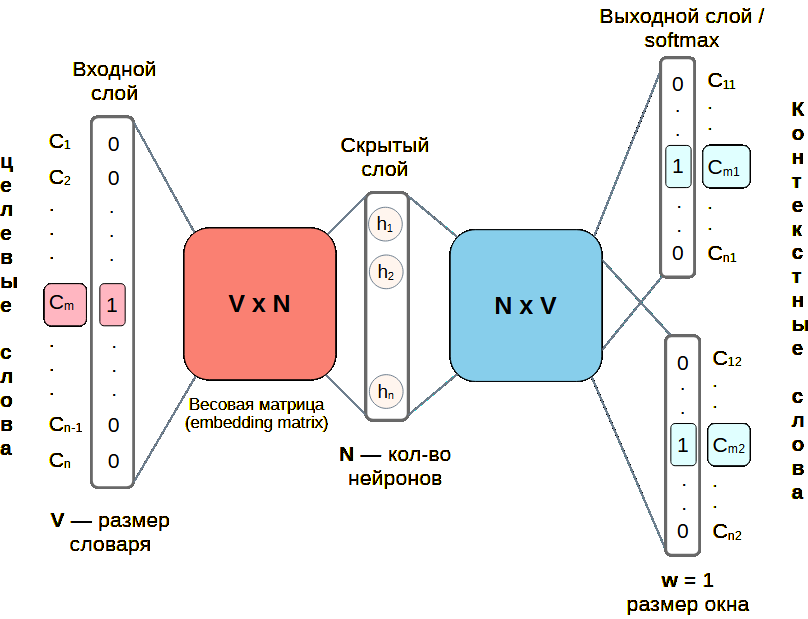 Выходной слой /
softmax
Входной
слой
Скрытый
слой
целевые слова
C1
C2
.
.
.
Cm
.
.
.
Cn-1
Cn
0
0
.
.
.
1
.
.
.
0
0
V x N
Весовая матрица
(embedding matrix)
h1
h2
hn
N x V
0
.
.
1
.
.
0
C11
.
.
Cm1
.
.
Cn1
0
.
.
1
.
.
0
C12
.
.
Cm2
.
.
Cn2
Контекстные слова
N — кол-во
нейронов
V — размер
словаря
w = 1
размер окна